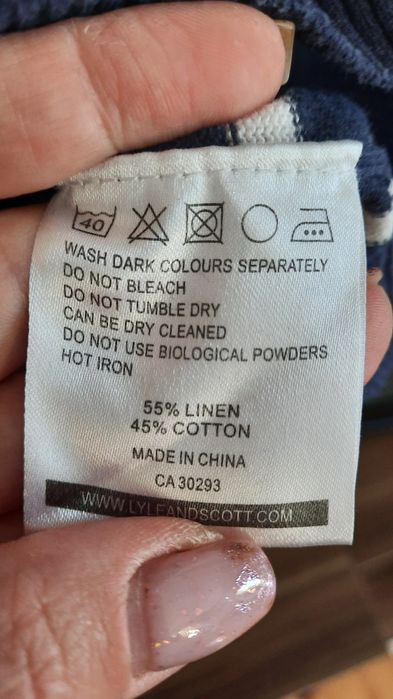 40
WASH DARK COLOURS SEPARATELY
DO NOT BLEACH
DO NOT TUMBLE DRY
CAN BE DRY CLEANED
DO NOT USE BIOLOGICAL POWDERS
HOT IRON
55% LINEN
45% COTTON
MADE IN CHINA
CA 30293
WWW.LYLEANDSCOTT.COM